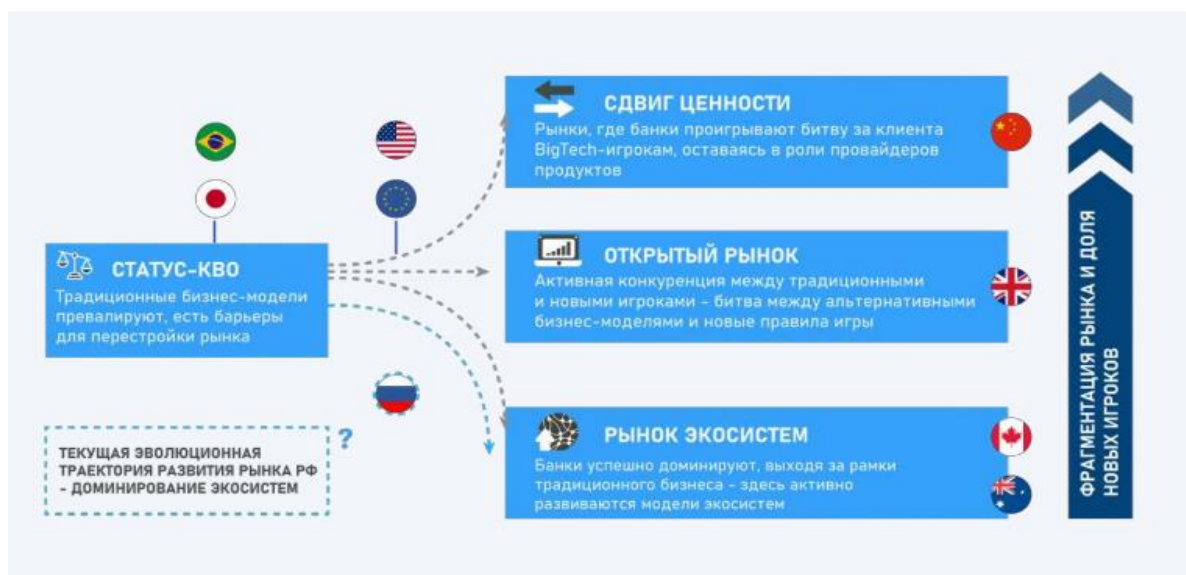 СТАТУС-КВО
Традиционные бизнес-модели
превалируют, есть барьеры
для перестройки рынка
ТЕКУЩАЯ ЭВОЛЮЦИОННАЯ
ТРАЕКТОРИЯ РАЗВИТИЯ РЫНКА РФ
- ДОМИНИРОВАНИЕ ЭКОСИСТЕМ
?
СДВИГ ЦЕННОСТИ
Рынки, где банки проигрывают битву за клиента
BigTech-игрокам, оставаясь в роли провайдеров
продуктов
ОТКРЫТЫЙ РЫНОК
Активная конкуренция между традиционными
и новыми игроками – битва между альтернативными
бизнес-моделями и новые правила игры
РЫНОК ЭКОСИСТЕМ
Банки успешно доминируют, выходя за рамки
традиционного бизнеса – здесь активно
развиваются модели экосистем
ФРАГМЕНТАЦИЯ РЫНКА И ДОЛЯ
НОВЫХ ИГРОКОВ